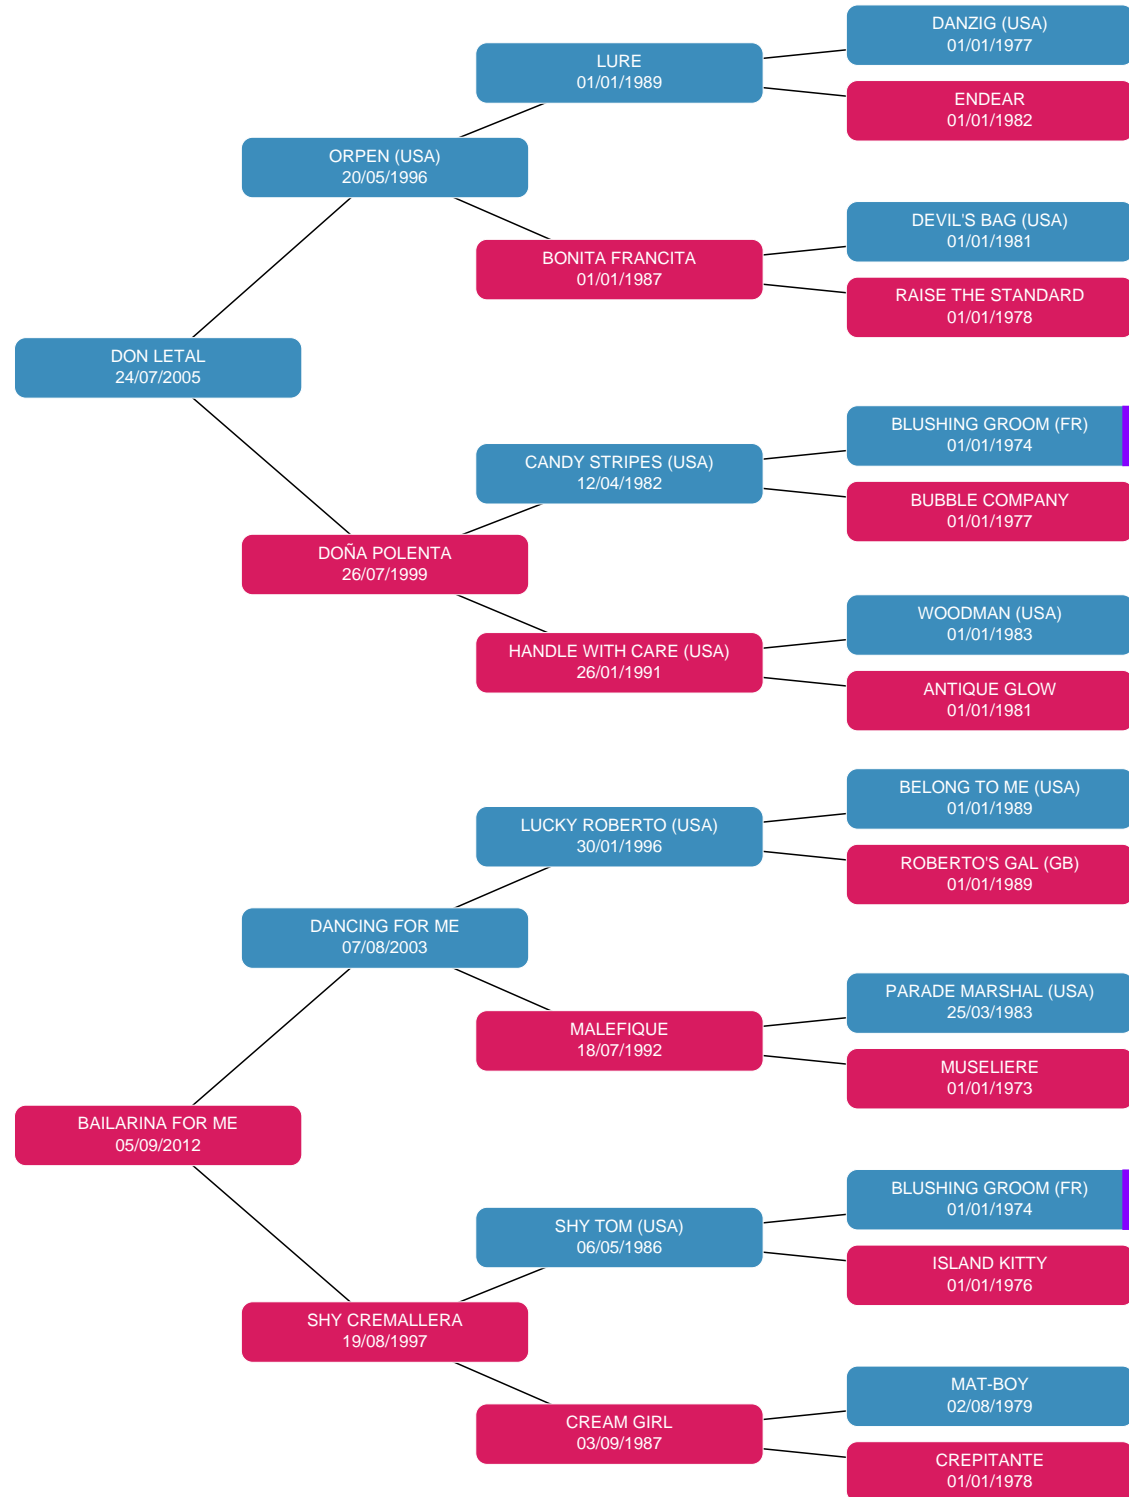 DANZIG (USA)
01/01/1977
LURE
01/01/1989
ENDEAR
01/01/1982
ORPEN (USA)
20/05/1996
DEVIL'S BAG (USA)
01/01/1981
BONITA FRANCITA
01/01/1987
RAISE THE STANDARD
01/01/1978
DON LETAL
24/07/2005
BLUSHING GROOM (FR)
01/01/1974
CANDY STRIPES (USA)
12/04/1982
BUBBLE COMPANY
01/01/1977
DOÑA POLENTA
26/07/1999
WOODMAN (USA)
01/01/1983
HANDLE WITH CARE (USA)
26/01/1991
ANTIQUE GLOW
01/01/1981
BELONG TO ME (USA)
01/01/1989
LUCKY ROBERTO (USA)
30/01/1996
ROBERTO'S GAL (GB)
01/01/1989
DANCING FOR ME
07/08/2003
PARADE MARSHAL (USA)
25/03/1983
MALEFIQUE
18/07/1992
MUSELIERE
01/01/1973
BAILARINA FOR ME
05/09/2012
BLUSHING GROOM (FR)
01/01/1974
SHY TOM (USA)
06/05/1986
ISLAND KITTY
01/01/1976
SHY CREMALLERA
19/08/1997
MAT-BOY
02/08/1979
CREAM GIRL
03/09/1987
CREPITANTE
01/01/1978